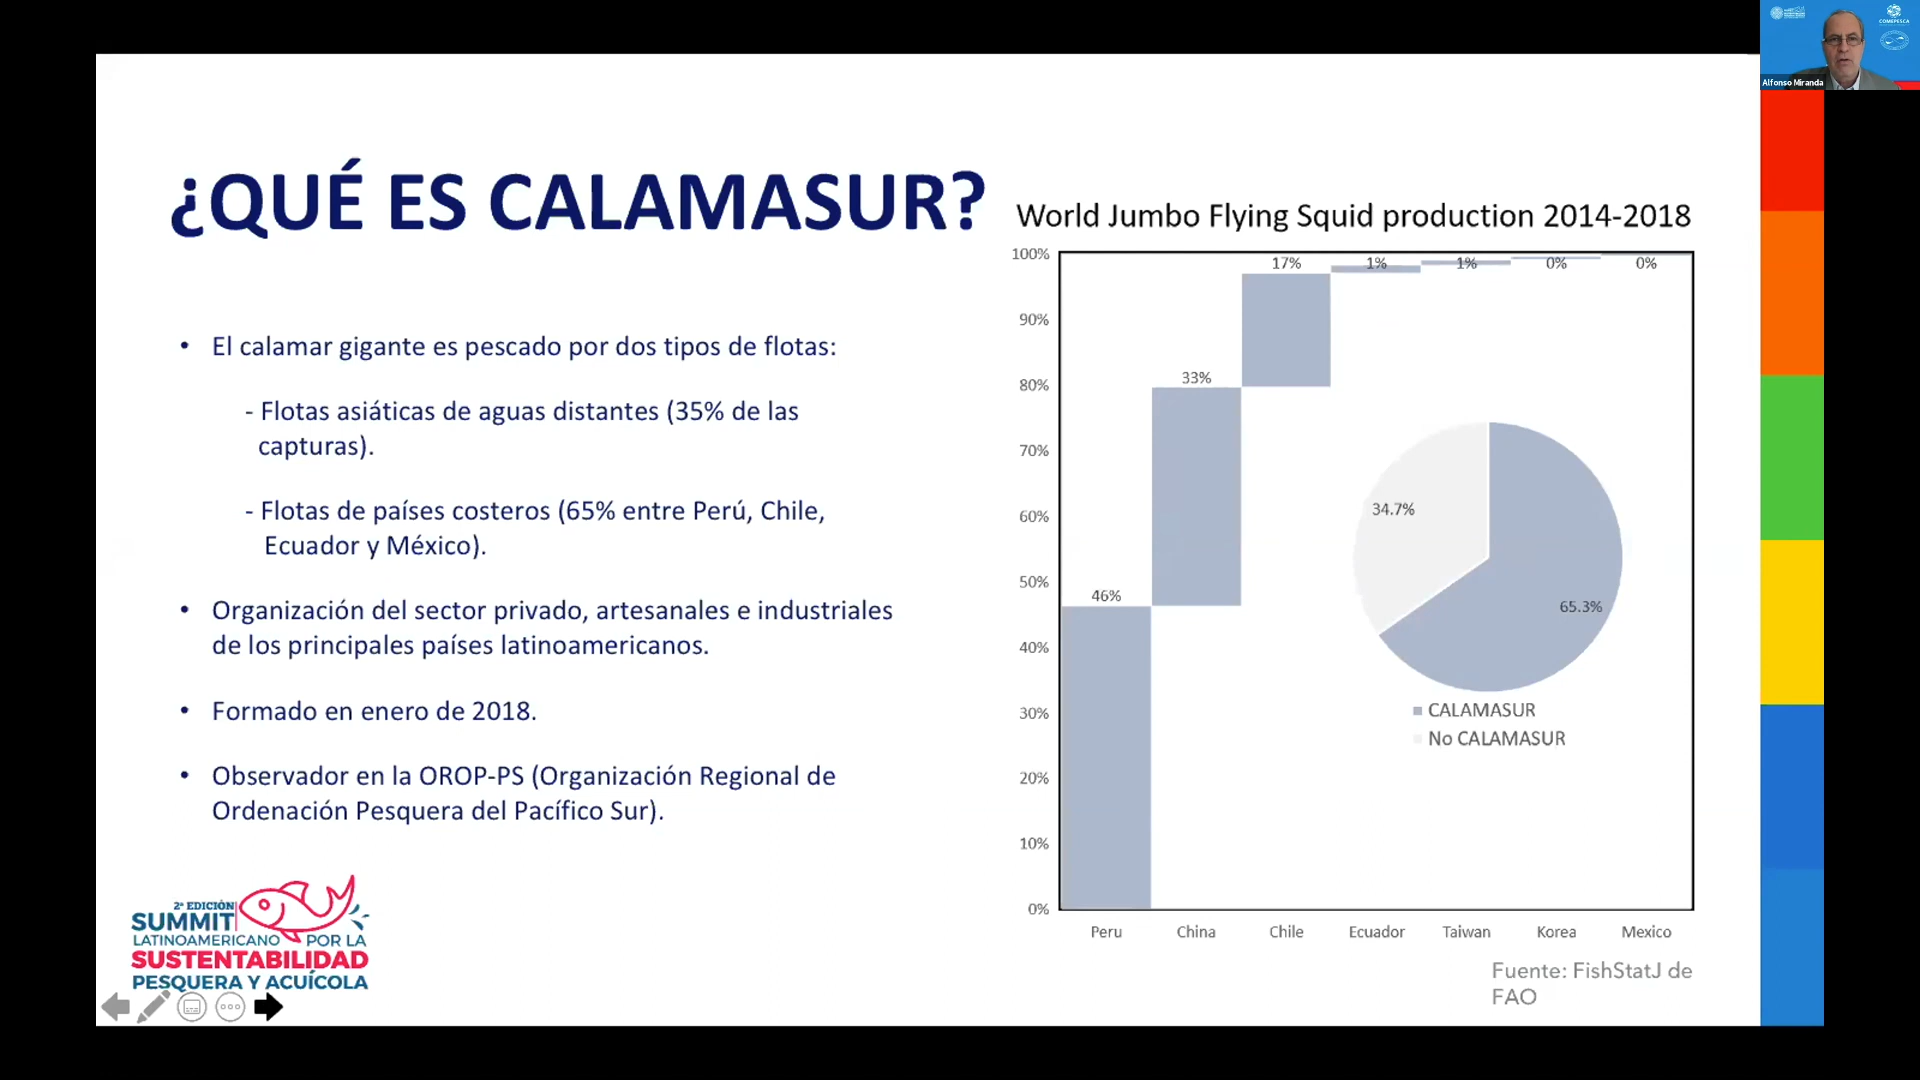 ¿QUÉ ES CALAMASUR?
• El calamar gigante es pescado por dos tipos de flotas:
- Flotas asiáticas de aguas distantes (35% de las
capturas).
- Flotas de países costeros (65% entre Perú, Chile,
Ecuador y México).
• Organización del sector privado, artesanales e industriales
de los principales países latinoamericanos.
• Formado en enero de 2018.
• Observador en la OROP-PS (Organización Regional de
Ordenación Pesquera del Pacífico Sur).
2ª EDICIÓN
SUMMIT
LATINOAMERICANO POR LA
SUSTENTABILIDAD
PESQUERA Y ACUÍCOLA
World Jumbo Flying Squid production 2014-2018
100%
90%
80%
70%
60%
50%
40%
30%
20%
10%
0%
46%
33%
17%
1%
1%
0%
0%
Peru China Chile Ecuador Taiwan Korea Mexico
34.7%
65.3%
CALAMASUR
No CALAMASUR
Fuente: FishStatJ de
FAO
COMEPESCA
Alfonso Miranda